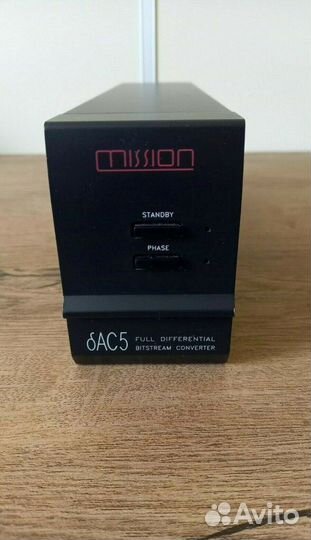 mission
STANDBY
PHASE
δAC5 FULL DIFFERENTIAL
BITSTREAM CONVERTER
Avito